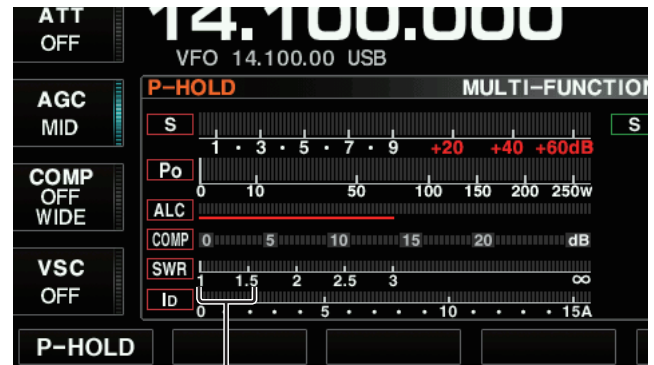 ATT
OFF
14.100.000
VFO 14.100.00 USB
AGC
MID
P-HOLD MULTI-FUNCTION
S
S
1 · 3 · 5 · 7 · 9 +20 +40 +60dB
COMP
OFF
WIDE
Po
0 10 50 100 150 200 250W
ALC
COMP 0 5 10 15 20 dB
VSC
OFF
SWR
1 1.5 2 2.5 3 ∞
ID
0 · · · · 5 · · · · 10 · · · · 15A
P-HOLD